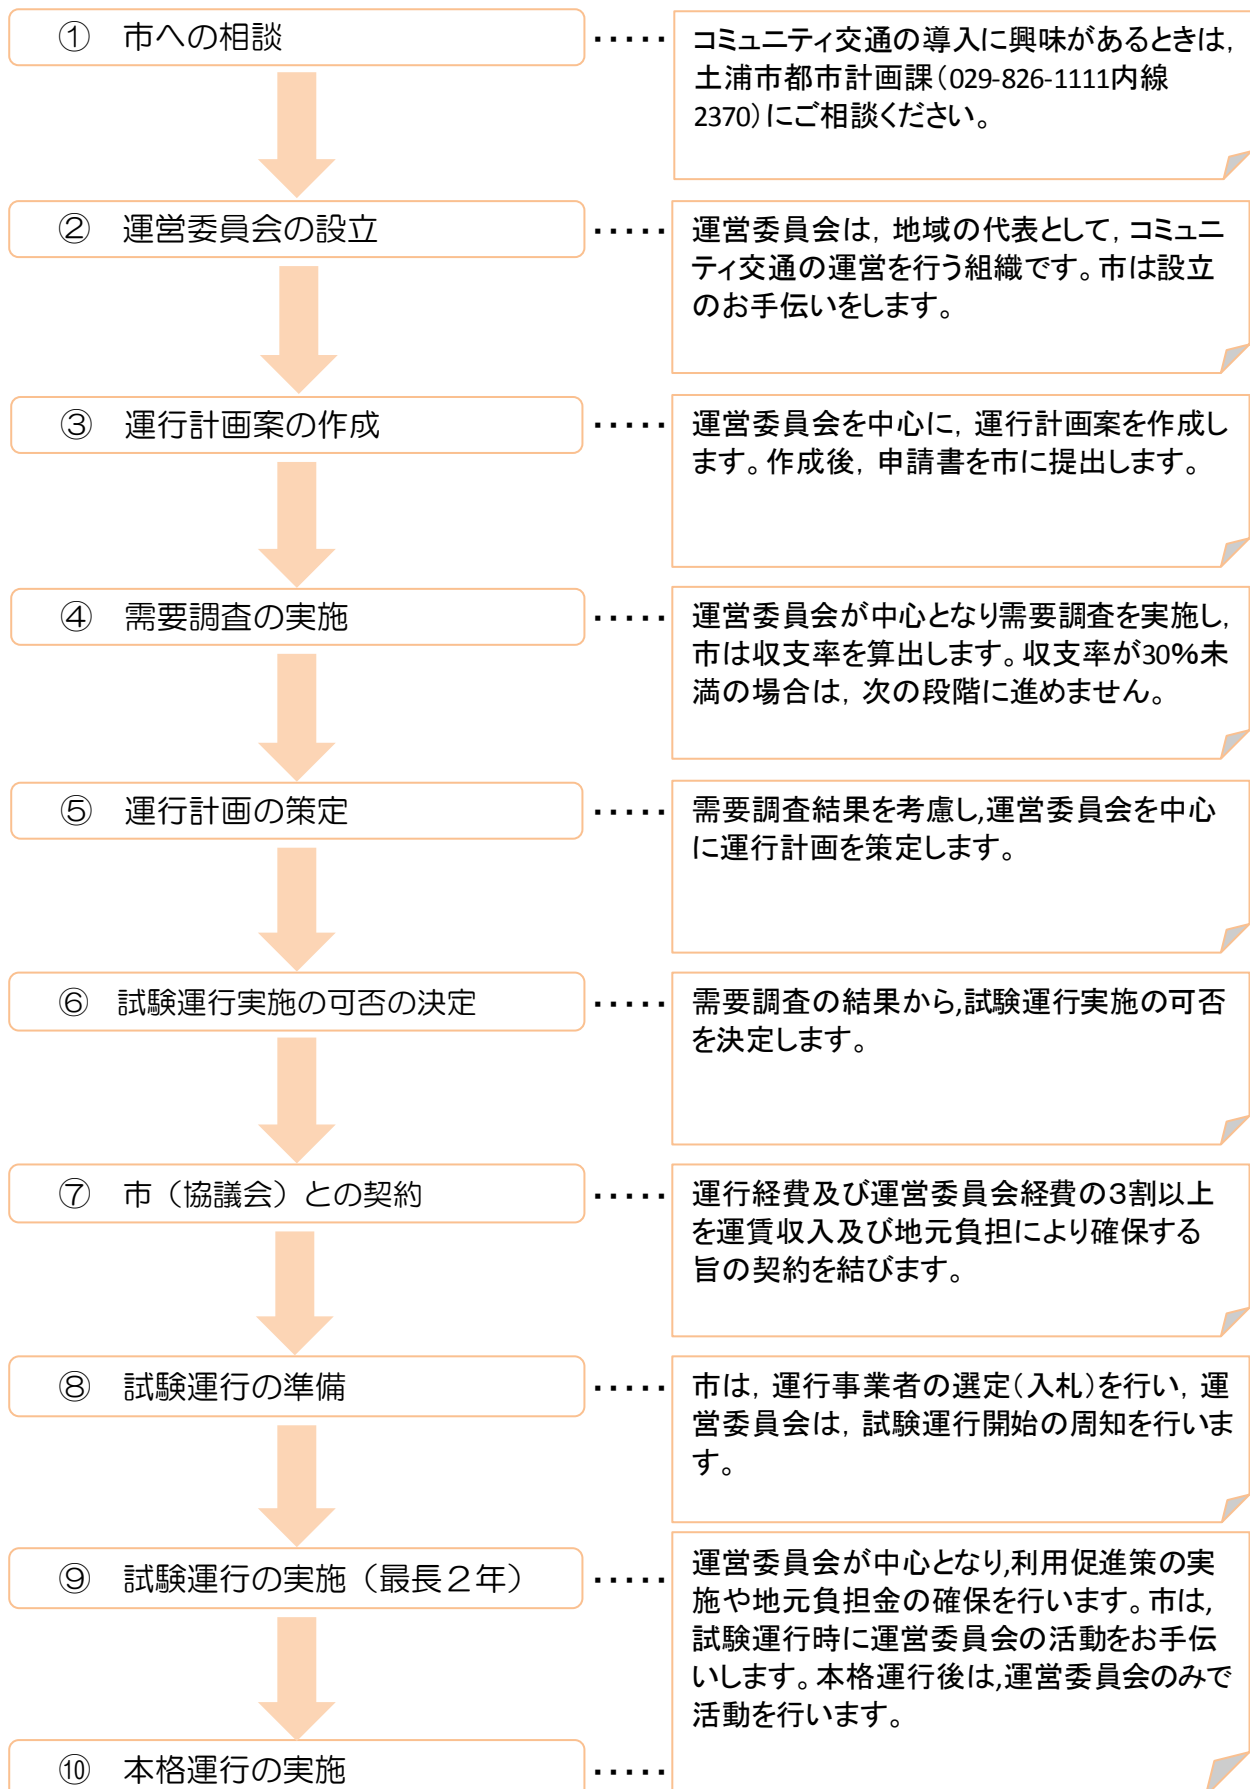 ① 市への相談
・・・・・
コミュニティ交通の導入に興味があるときは，
土浦市都市計画課（029-826-1111内線
2370）にご相談ください。
② 運営委員会の設立
・・・・・
運営委員会は，地域の代表として，コミュニ
ティ交通の運営を行う組織です。市は設立
のお手伝いをします。
③ 運行計画案の作成
・・・・・
運営委員会を中心に，運行計画案を作成し
ます。作成後，申請書を市に提出します。
④ 需要調査の実施
・・・・・
運営委員会が中心となり需要調査を実施し，
市は収支率を算出します。収支率が30％未
満の場合は，次の段階に進めません。
⑤ 運行計画の策定
・・・・・
需要調査結果を考慮し,運営委員会を中心
に運行計画を策定します。
⑥ 試験運行実施の可否の決定
・・・・・
需要調査の結果から,試験運行実施の可否
を決定します。
⑦ 市（協議会）との契約
・・・・・
運行経費及び運営委員会経費の３割以上
を運賃収入及び地元負担により確保する
旨の契約を結びます。
⑧ 試験運行の準備
・・・・・
市は，運行事業者の選定（入札）を行い，運
営委員会は，試験運行開始の周知を行いま
す。
⑨ 試験運行の実施（最長２年）
・・・・・
運営委員会が中心となり,利用促進策の実
施や地元負担金の確保を行います。市は,
試験運行時に運営委員会の活動をお手伝
いします。本格運行後は,運営委員会のみで
活動を行います。
⑩ 本格運行の実施
・・・・・